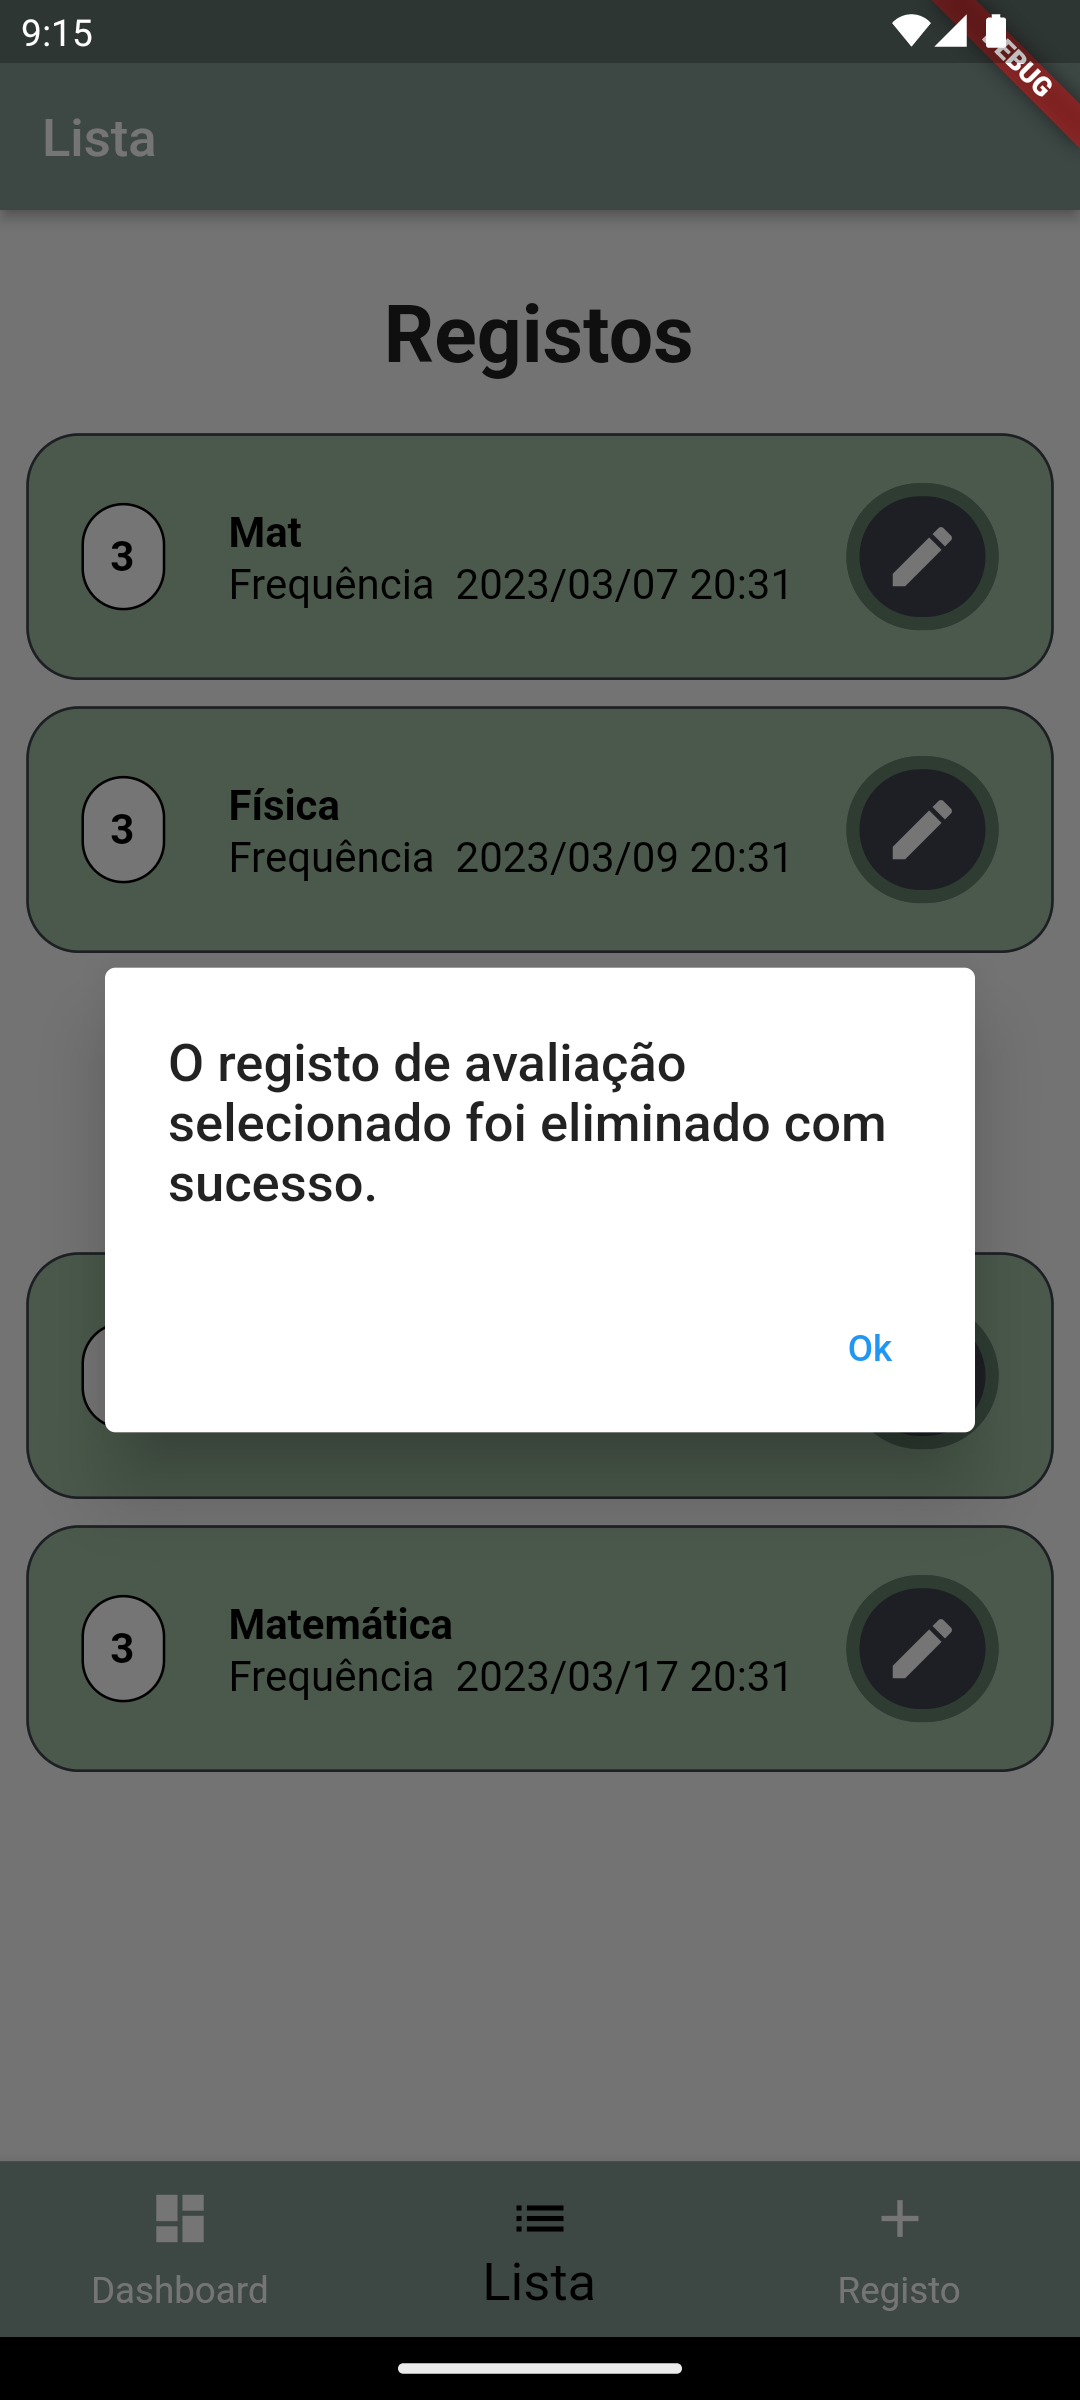 9:15
DEBUG
Lista
Registos
3
Mat
Frequência 2023/03/07 20:31
3
Física
Frequência 2023/03/09 20:31
O registo de avaliação
selecionado foi eliminado com
sucesso.
Ok
3
Matemática
Frequência 2023/03/17 20:31
Dashboard
Lista
Registo